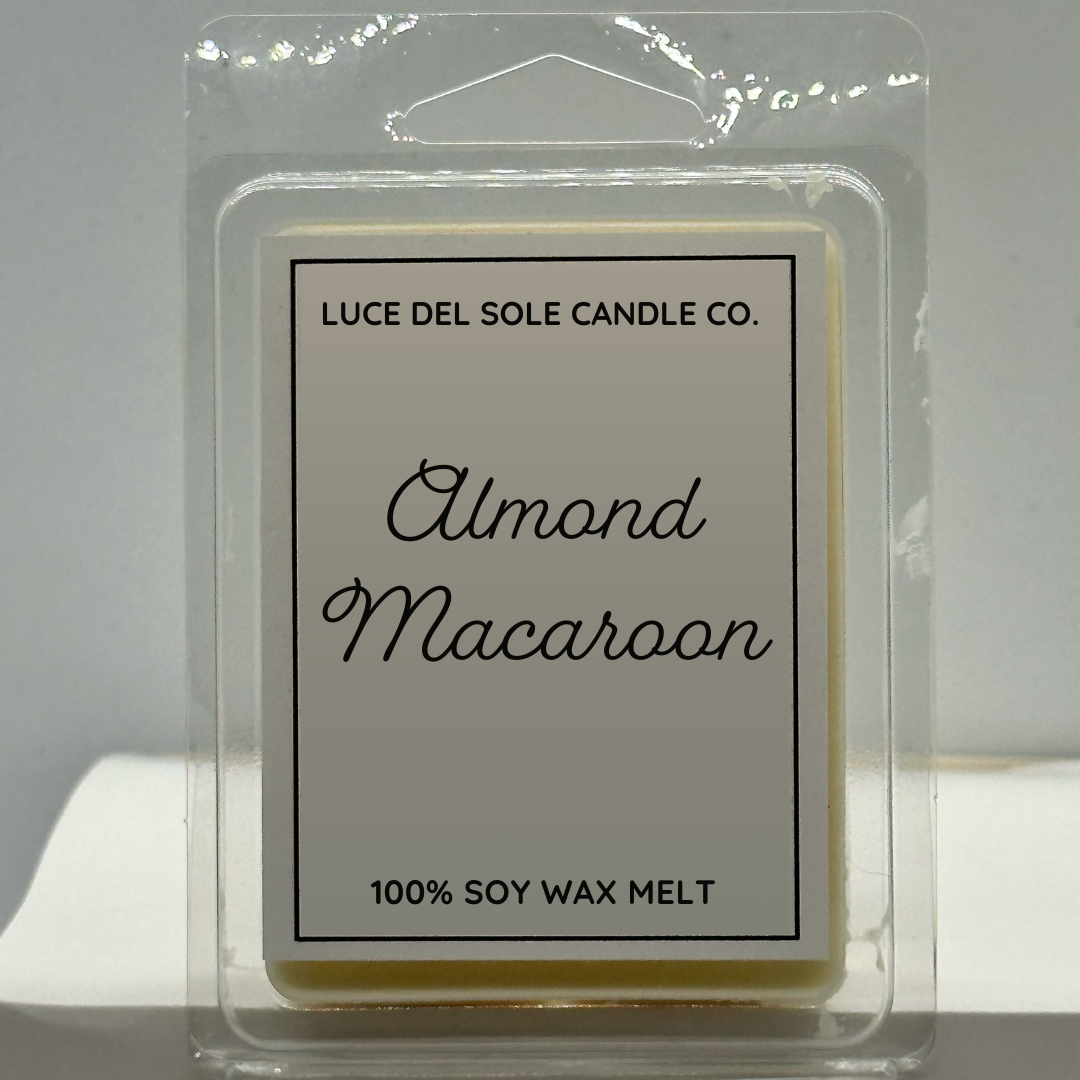 LUCE DEL SOLE CANDLE CO.
Almond
Macaroon
100% SOY WAX MELT